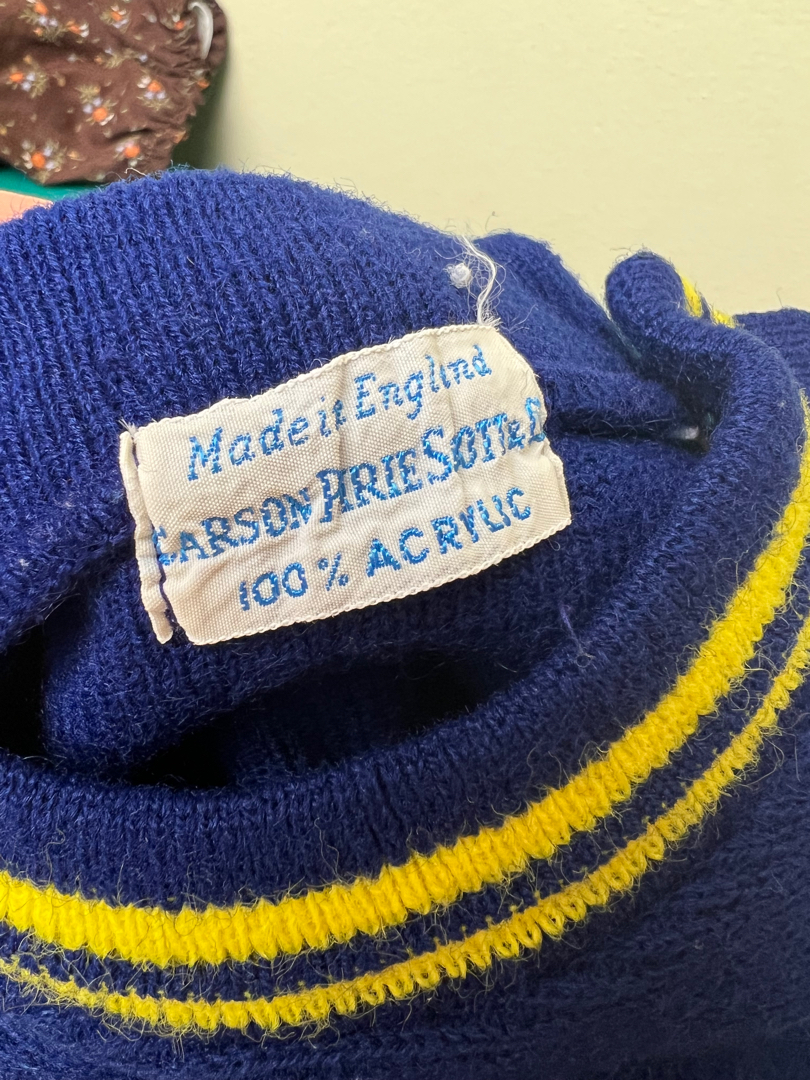 Made in England
CARSON PIRIE SCOTT &
100% ACRYLIC